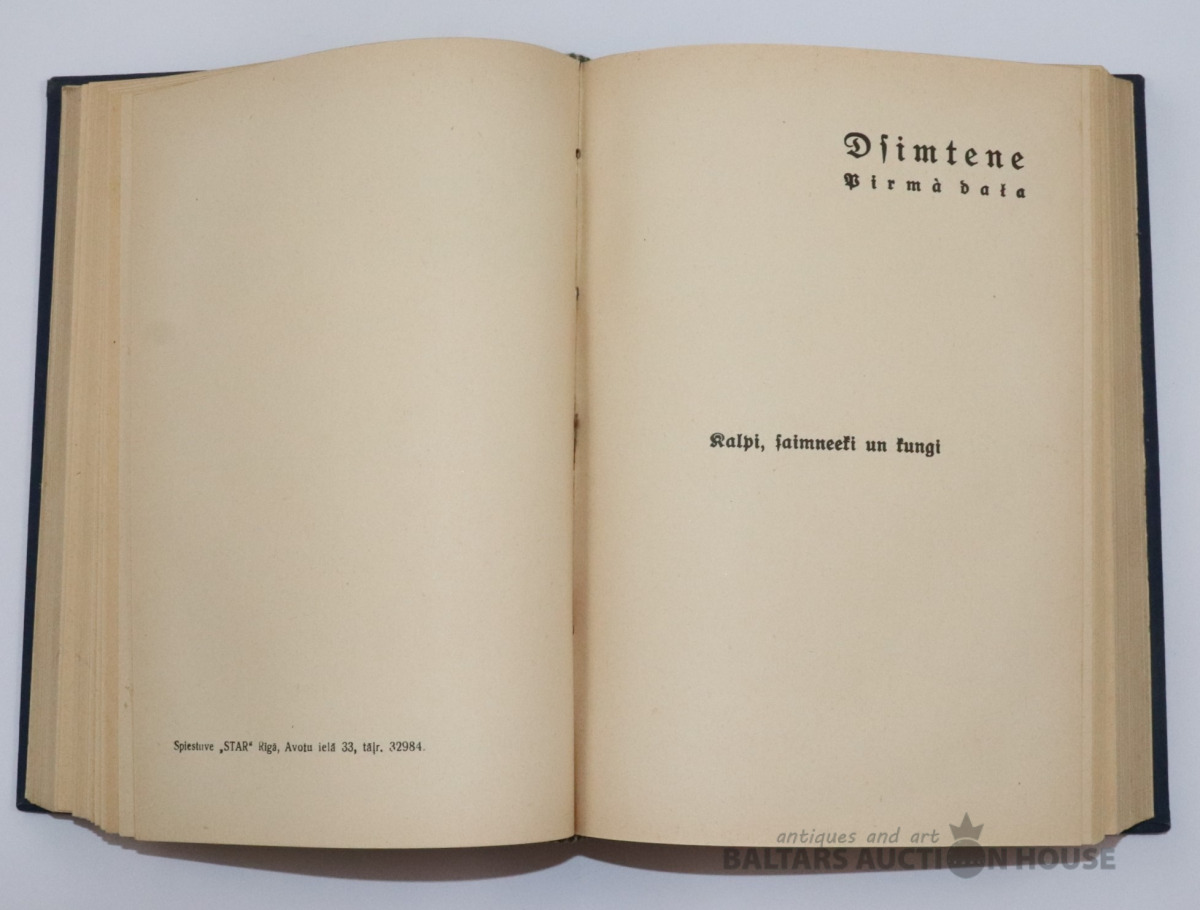 Spiestuve „STAR“ Rīgā, Avotu ielā 33, tāļr. 32984.
Dſimtene
Pirmà daļa
Kalpi, ſaimneeki un kungi
antiques and art
BALTARS AUCTION HOUSE